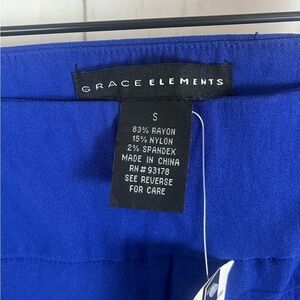 GRACE ELEMENTS
S
83% RAYON
15% NYLON
2% SPANDEX
MADE IN CHINA
RN# 93178
SEE REVERSE
FOR CARE